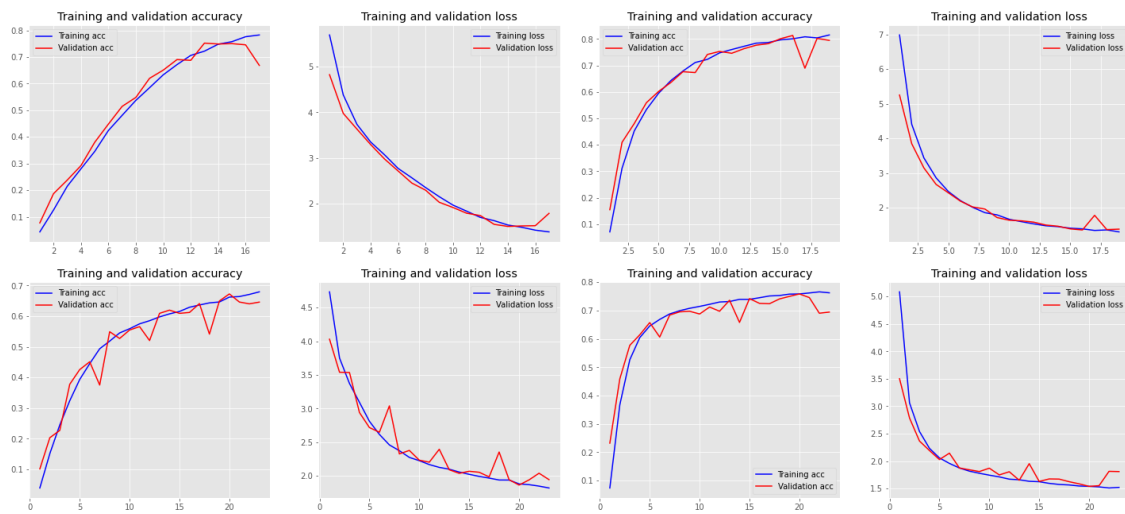 Training and validation accuracy
Training acc
Validation acc
0.8
0.7
0.6
0.5
0.4
0.3
0.2
0.1
2 4 6 8 10 12 14 16
Training and validation loss
Training loss
Validation loss
5
4
3
2
2 4 6 8 10 12 14 16
Training and validation accuracy
Training acc
Validation acc
0.8
0.7
0.6
0.5
0.4
0.3
0.2
0.1
2.5 5.0 7.5 10.0 12.5 15.0 17.5
Training and validation loss
Training loss
Validation loss
7
6
5
4
3
2
2.5 5.0 7.5 10.0 12.5 15.0 17.5
Training and validation accuracy
Training acc
Validation acc
0.7
0.6
0.5
0.4
0.3
0.2
0.1
0 5 10 15 20
Training and validation loss
Training loss
Validation loss
4.5
4.0
3.5
3.0
2.5
2.0
0 5 10 15 20
Training and validation accuracy
0.8
0.7
0.6
0.5
0.4
0.3
0.2
0.1
Training acc
Validation acc
0 5 10 15 20
Training and validation loss
Training loss
Validation loss
5.0
4.5
4.0
3.5
3.0
2.5
2.0
1.5
0 5 10 15 20